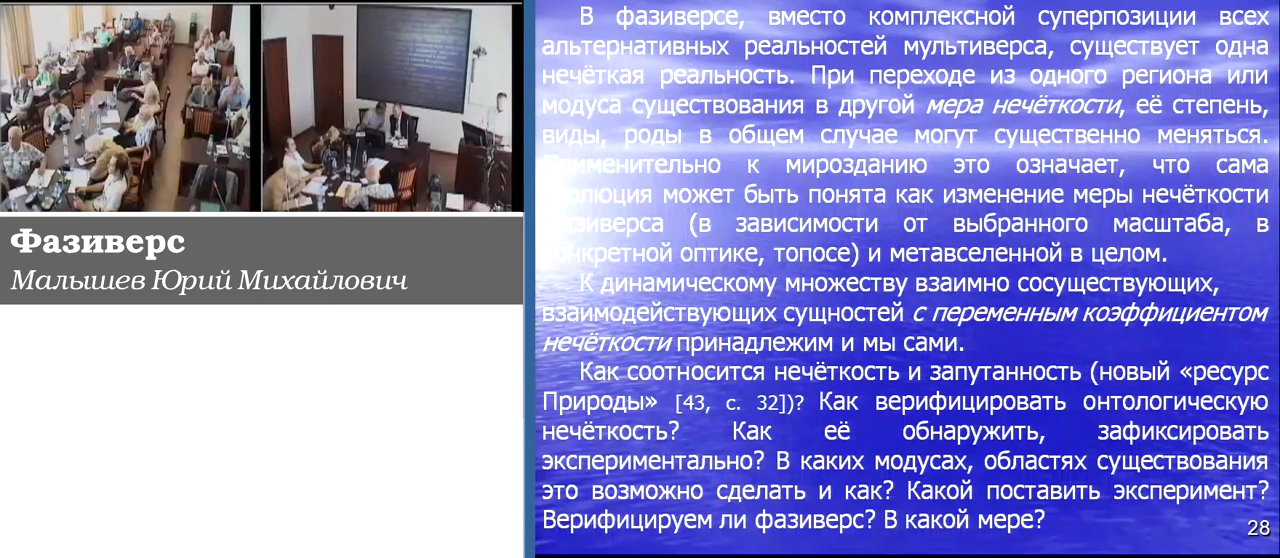 Фазиверс
Малышев Юрий Михайлович
В фазиверсе, вместо комплексной суперпозиции всех
альтернативных реальностей мультиверса, существует одна
нечёткая реальность. При переходе из одного региона или
модуса существования в другой мера нечёткости, её степень,
виды, роды в общем случае могут существенно меняться.
Применительно к мирозданию это означает, что сама
эволюция может быть понята как изменение меры нечёткости
фазиверса (в зависимости от выбранного масштаба, в
конкретной оптике, топосе) и метавселенной в целом.
К динамическому множеству взаимно сосуществующих,
взаимодействующих сущностей с переменным коэффициентом
нечёткости принадлежим и мы сами.
Как соотносится нечёткость и запутанность (новый «ресурс
Природы» [43, с. 32])? Как верифицировать онтологическую
нечёткость? Как её обнаружить, зафиксировать
экспериментально? В каких модусах, областях существования
это возможно сделать и как? Какой поставить эксперимент?
Верифицируем ли фазиверс? В какой мере?
28